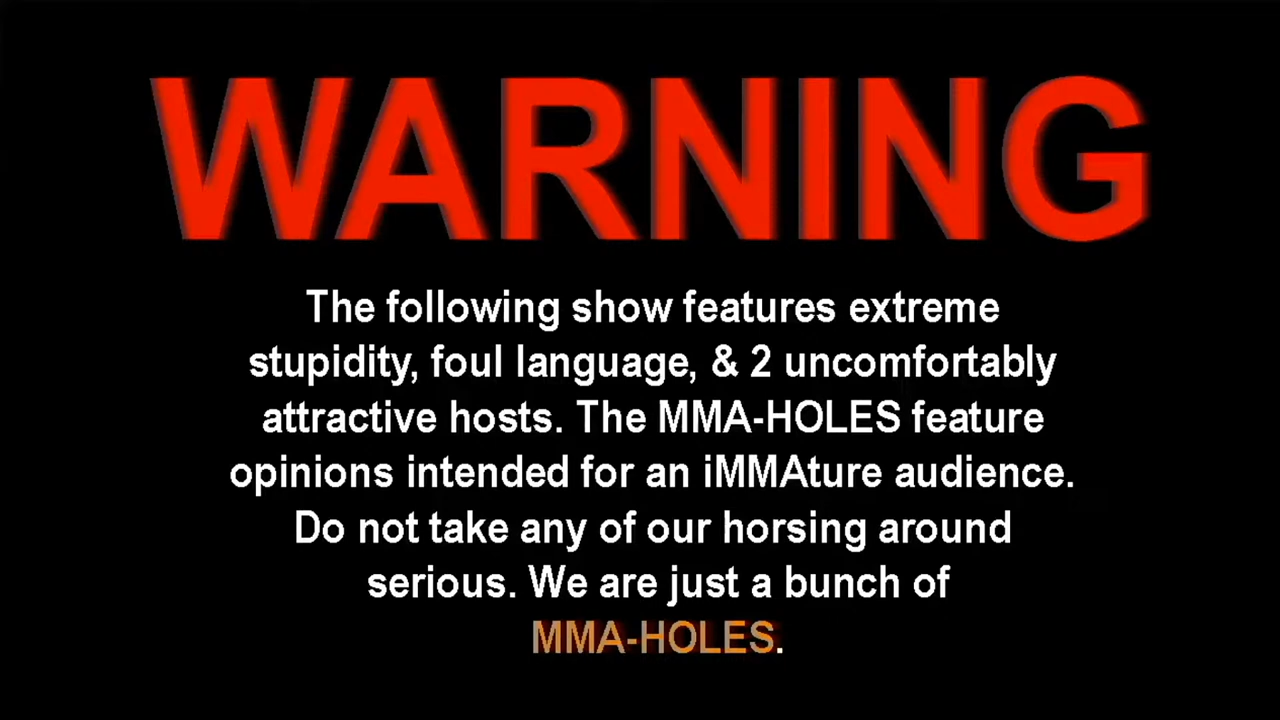 WARNING
The following show features extreme
stupidity, foul language, & 2 uncomfortably
attractive hosts. The MMA-HOLES feature
opinions intended for an iMMAture audience.
Do not take any of our horsing around
serious. We are just a bunch of
MMA-HOLES.